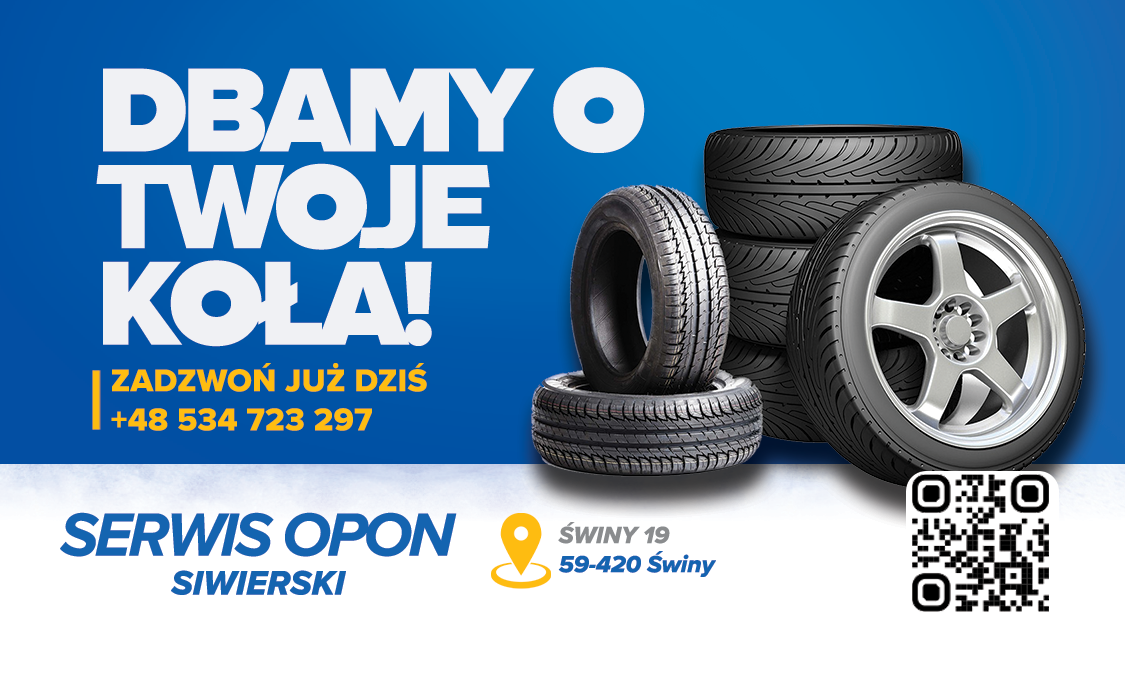 DBAMY O
TWOJE
KOŁA!
ZADZWOŃ JUŻ DZIŚ
+48 534 723 297
SERWIS OPON
SIWIERSKI
ŚWINY 19
59-420 Świny